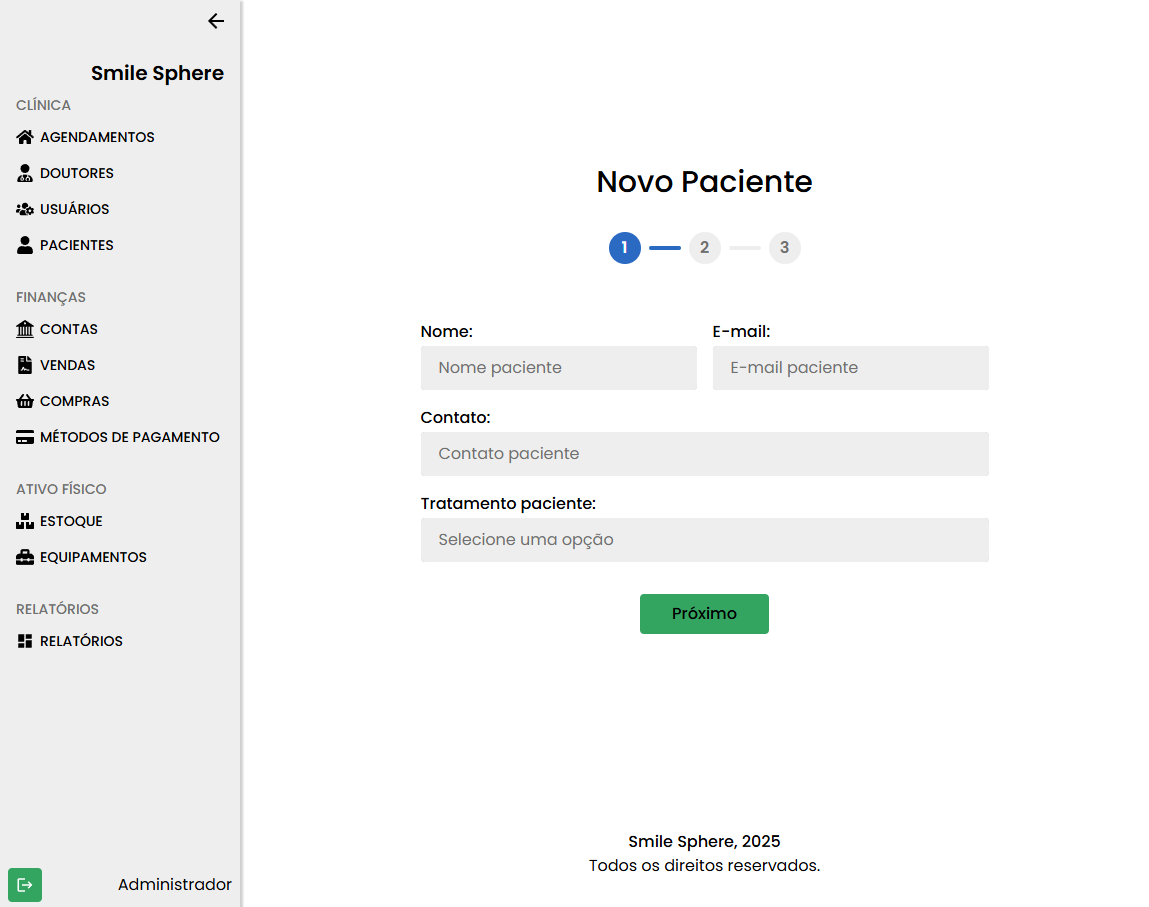 Smile Sphere
CLÍNICA
AGENDAMENTOS
DOUTORES
USUÁRIOS
PACIENTES
FINANÇAS
CONTAS
VENDAS
COMPRAS
MÉTODOS DE PAGAMENTO
ATIVO FÍSICO
ESTOQUE
EQUIPAMENTOS
RELATÓRIOS
RELATÓRIOS
Administrador
Novo Paciente
1 2 3
Nome: E-mail:
Nome paciente E-mail paciente
Contato:
Contato paciente
Tratamento paciente:
Selecione uma opção
Próximo
Smile Sphere, 2025
Todos os direitos reservados.